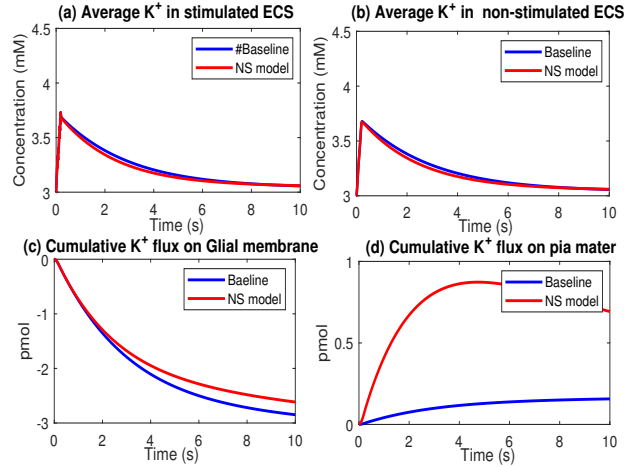 (a) Average K+ in stimulated ECS
Concentration (mM)
4.5
4
3.5
3
#Baseline
NS model
0 2 4 6 8 10
Time (s)
(b) Average K+ in non-stimulated ECS
Concentration (mM)
4.5
4
3.5
3
Baseline
NS model
0 2 4 6 8 10
Time (s)
(c) Cumulative K+ flux on Glial membrane
pmol
0
-1
-2
-3
Baeline
NS model
0 2 4 6 8 10
Time (s)
(d) Cumulative K+ flux on pia mater
pmol
1
0.5
0
Baseline
NS model
0 2 4 6 8 10
Time (s)